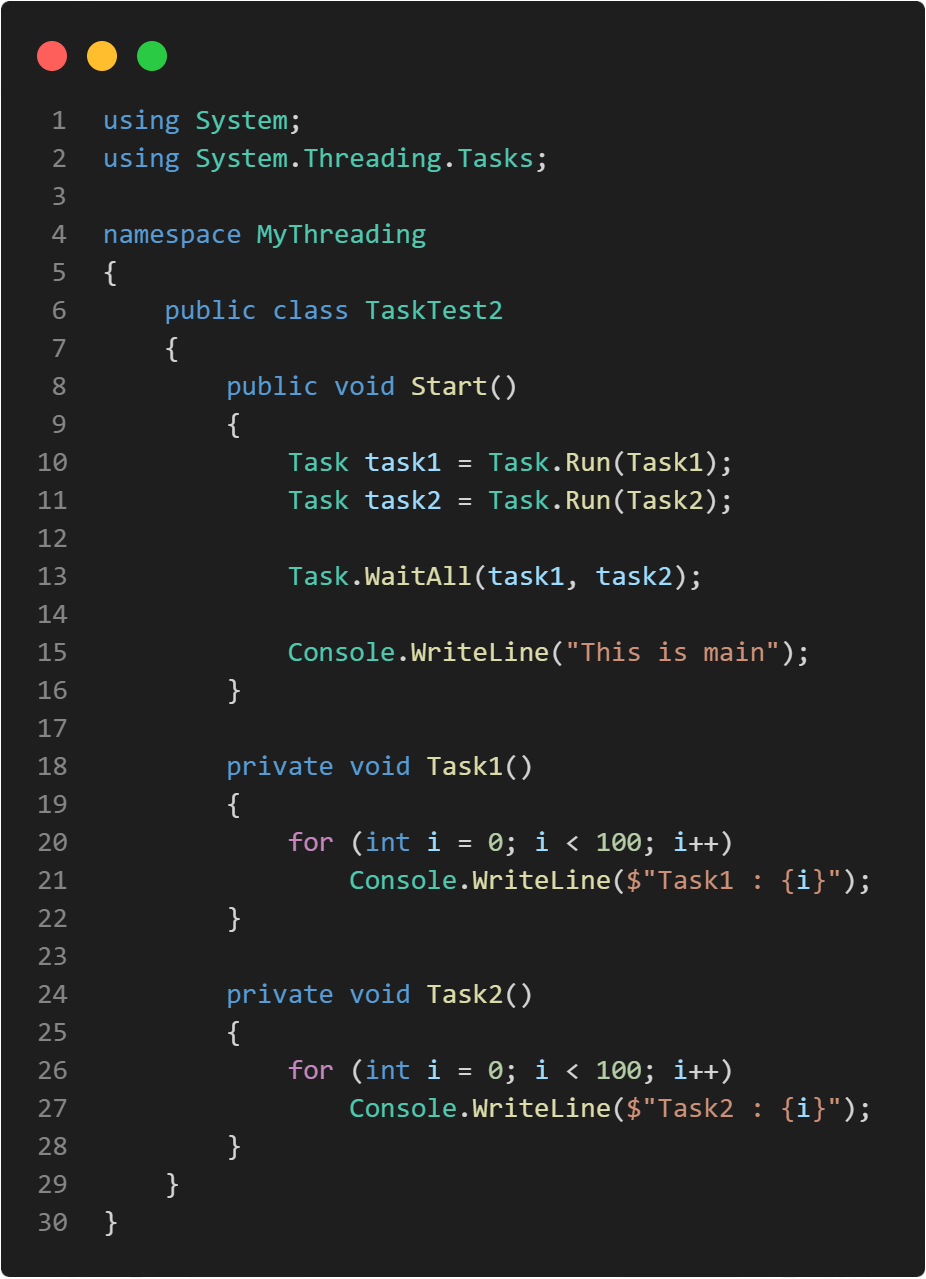 1 using System;
2 using System.Threading.Tasks;
3
4 namespace MyThreading
5 {
6     public class TaskTest2
7     {
8         public void Start()
9         {
10             Task task1 = Task.Run(Task1);
11             Task task2 = Task.Run(Task2);
12
13             Task.WaitAll(task1, task2);
14
15             Console.WriteLine("This is main");
16         }
17
18         private void Task1()
19         {
20             for (int i = 0; i < 100; i++)
21                 Console.WriteLine($"Task1 : {i}");
22         }
23
24         private void Task2()
25         {
26             for (int i = 0; i < 100; i++)
27                 Console.WriteLine($"Task2 : {i}");
28         }
29     }
30 }